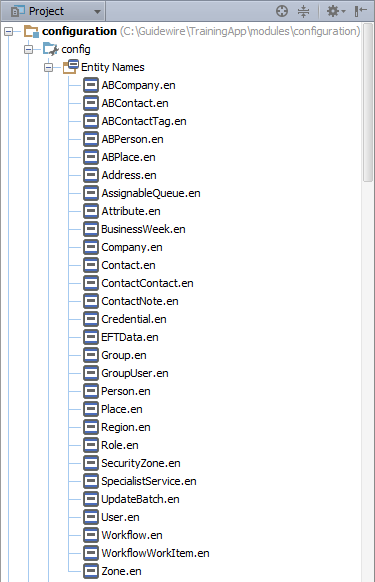 Project
configuration (C:\Guidewire\TrainingApp\modules\configuration)
config
Entity Names
ABCompany.en
ABContact.en
ABContactTag.en
ABPerson.en
ABPlace.en
Address.en
AssignableQueue.en
Attribute.en
BusinessWeek.en
Company.en
Contact.en
ContactContact.en
ContactNote.en
Credential.en
EFTData.en
Group.en
GroupUser.en
Person.en
Place.en
Region.en
Role.en
SecurityZone.en
SpecialistService.en
UpdateBatch.en
User.en
Workflow.en
WorkflowWorkItem.en
Zone.en